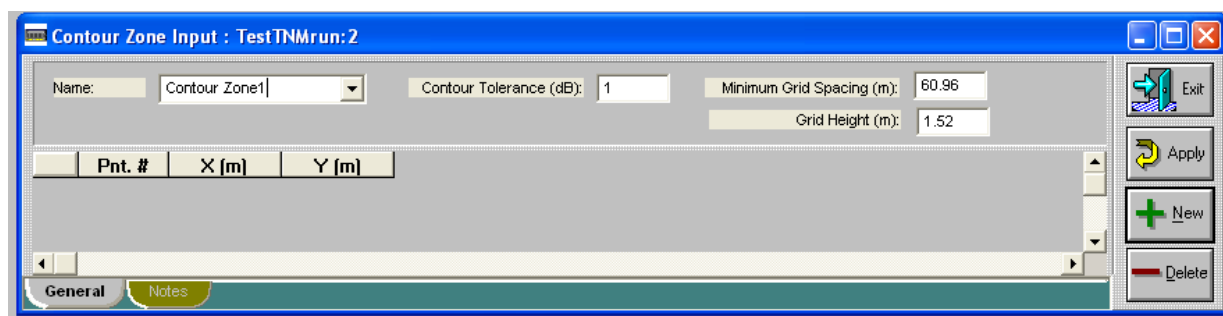 Contour Zone Input : TestTNMrun:2
Name: Contour Zone1 Contour Tolerance (dB): 1 Minimum Grid Spacing (m): 60.96
Grid Height (m): 1.52
Exit
Pnt. # X (m) Y (m)
Apply
New
Delete
General Notes